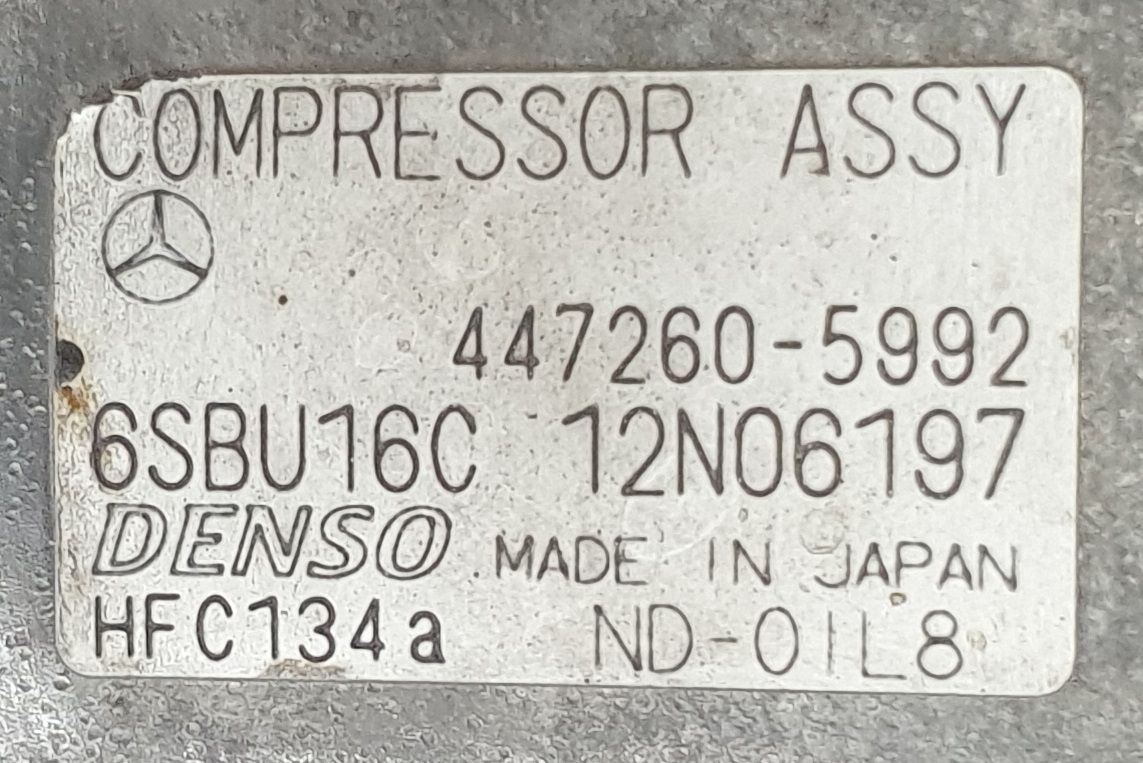 COMPRESSOR ASSY
447260-5992
6SBU16C 12N06197
DENSO MADE IN JAPAN
HFC134a ND-OIL8